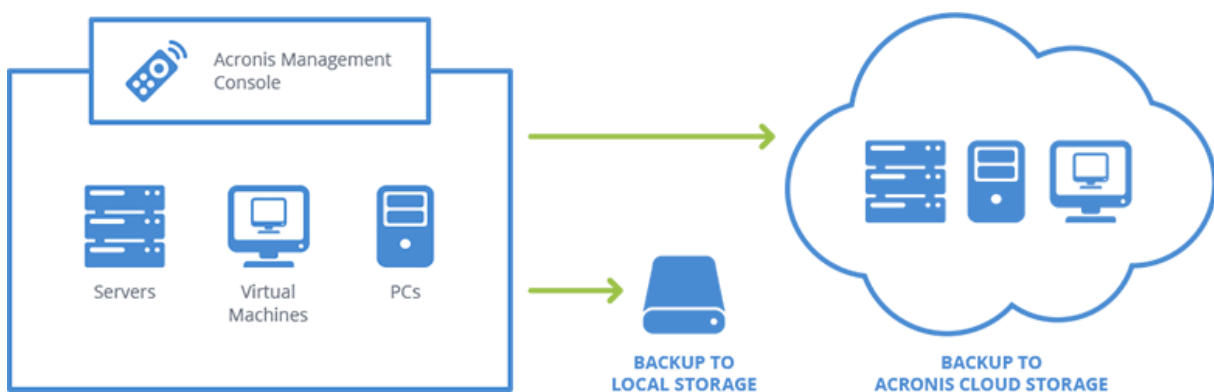 Acronis Management
Console
Servers
Virtual
Machines
PCs
BACKUP TO
LOCAL STORAGE
BACKUP TO
ACRONIS CLOUD STORAGE